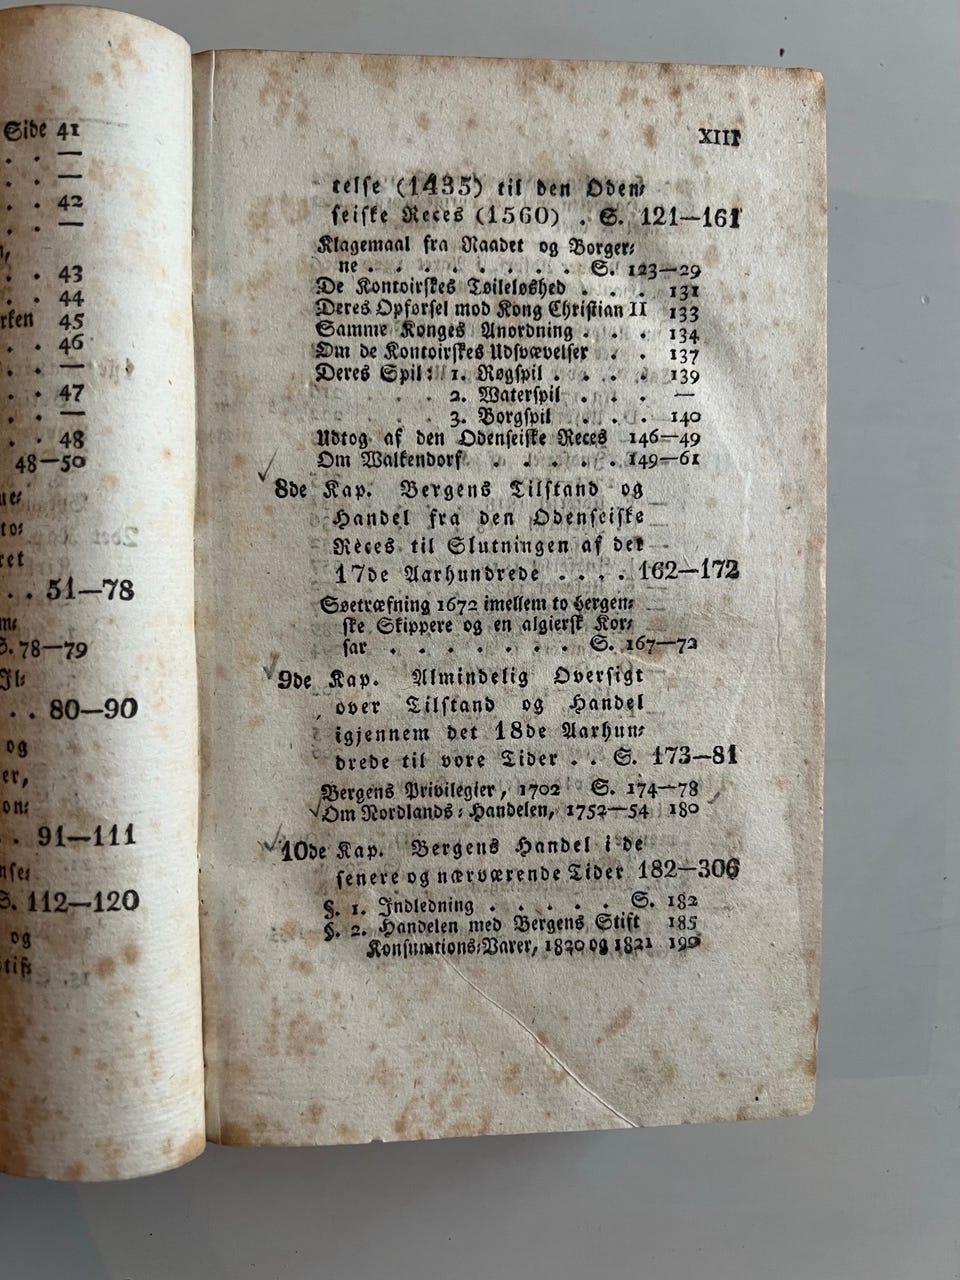 Side 41
. . —
. . —
. . 42
. . —
. . 43
. . 44
45
. . 46
. . —
. . 47
. . —
. . 48
48—50
og
. . 51—78
S. 78—79
. . 80—90
og
er,
. . 91—111
S. 112—120
og
XIII
telse (1435) til den Oden⸗
seiske Reces (1560) . S. 121—161
Klagemaal fra Raadet og Borger⸗
ne . . . . . . . . S. 123—29
De Kontoirskes Tøileløshed . . . 131
Deres Opførsel mod Kong Christian II 133
Samme Konges Anordning . . . 134
Om de Kontoirskes Udsvævelser . . 137
Deres Spil: 1. Røgspil . . . . 139
2. Waterspil . . . —
3. Borgspil . . . . 140
Udtog af den Odenseiske Reces 146—49
Om Walkendorf . . . . . 149—61
8de Kap. Bergens Tilstand og
Handel fra den Odenseiske
Reces til Slutningen af det
17de Aarhundrede . . . . 162—172
Søetræfning 1672 imellem to bergen⸗
ske Skippere og en algiersk Kor⸗
sar . . . . . . . S. 167—72
9de Kap. Almindelig Oversigt
over Tilstand og Handel
igjennem det 18de Aarhun⸗
drede til vore Tider . . S. 173—81
Bergens Privilegier, 1702 S. 174—78
Om Nordlands⸗Handelen, 1752—54 180
10de Kap. Bergens Handel i de
senere og nærværende Tider 182—306
§. 1. Indledning . . . . . S. 182
§. 2. Handelen med Bergens Stift 185
Konsumtions⸗Varer, 1820 og 1821 190